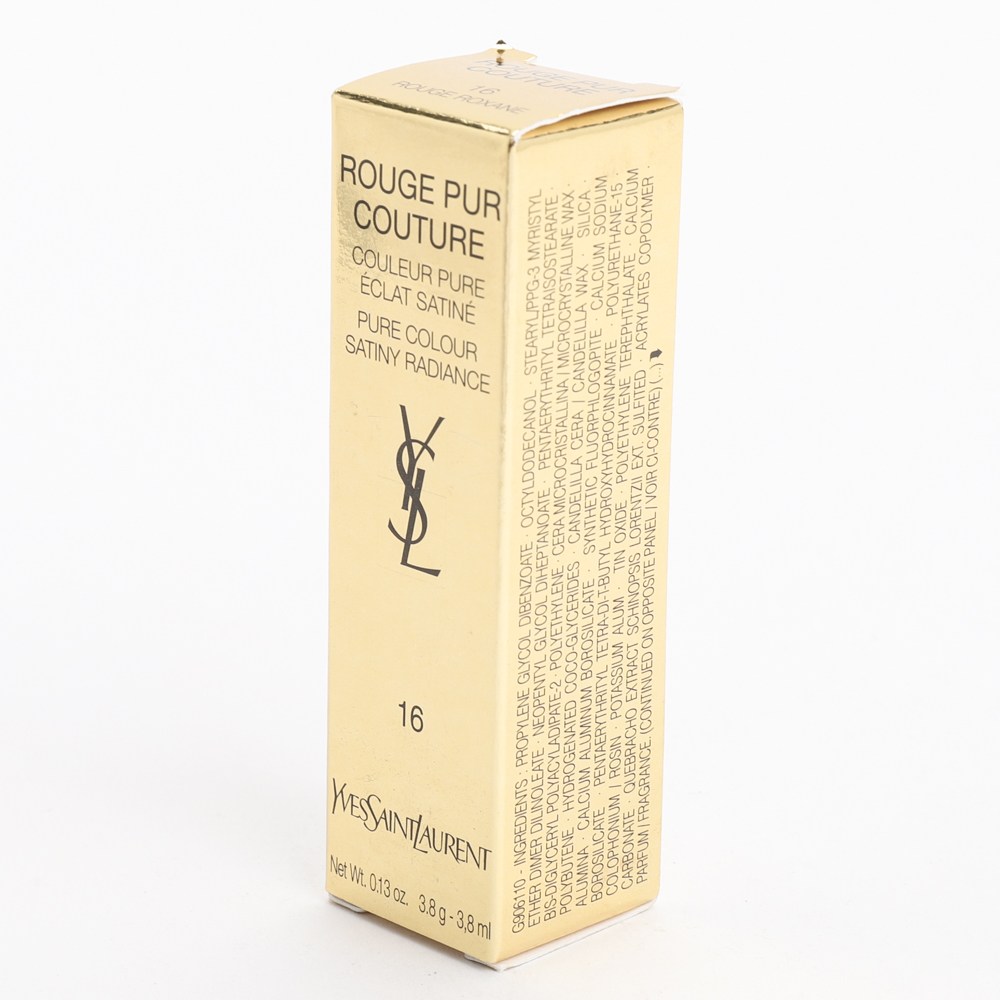 ROUGE PUR
COUTURE
16
ROUGE ROXANE
ROUGE PUR
COUTURE
COULEUR PURE
ÉCLAT SATINÉ
PURE COLOUR
SATINY RADIANCE
YSL
16
YVESSAINTLAURENT
Net Wt. 0.13 oz. 3.8 g - 3,8 ml
G906110 - INGREDIENTS : PROPYLENE GLYCOL DIBENZOATE · OCTYLDODECANOL · STEARYL/PPG-3 MYRISTYL
ETHER DIMER DILINOLEATE · NEOPENTYL GLYCOL DIHEPTANOATE · PENTAERYTHRITYL TETRAISOSTEARATE ·
BIS-DIGLYCERYL POLYACYLADIPATE-2 · POLYETHYLENE · CERA MICROCRISTALLINA / MICROCRYSTALLINE WAX ·
POLYBUTENE · HYDROGENATED COCO-GLYCERIDES · CANDELILLA CERA / CANDELILLA WAX · SILICA ·
ALUMINA · CALCIUM ALUMINUM BOROSILICATE · SYNTHETIC FLUORPHLOGOPITE · CALCIUM SODIUM
BOROSILICATE · PENTAERYTHRITYL TETRA-DI-T-BUTYL HYDROXYHYDROCINNAMATE · POLYURETHANE-15 ·
COLOPHONIUM / ROSIN · POTASSIUM ALUM · TIN OXIDE · POLYETHYLENE TEREPHTHALATE · CALCIUM
CARBONATE · QUEBRACHO EXTRACT SCHINOPSIS LORENTZII EXT. SULFITED · ACRYLATES COPOLYMER ·
PARFUM / FRAGRANCE. (CONTINUED ON OPPOSITE PANEL / VOIR CI-CONTRE) (...)